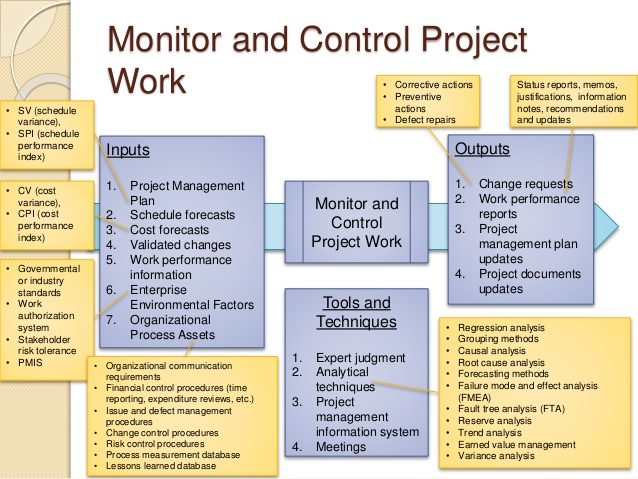 Monitor and Control Project
Work
• Corrective actions
• Preventive
actions
• Defect repairs
Status reports, memos,
justifications, information
notes, recommendations
and updates
• SV (schedule
variance),
• SPI (schedule
performance
index)
• CV (cost
variance),
• CPI (cost
performance
index)
• Governmental
or industry
standards
• Work
authorization
system
• Stakeholder
risk tolerance
• PMIS
Inputs
1. Project Management
Plan
2. Schedule forecasts
3. Cost forecasts
4. Validated changes
5. Work performance
information
6. Enterprise
Environmental Factors
7. Organizational
Process Assets
Monitor and
Control
Project Work
Outputs
1. Change requests
2. Work performance
reports
3. Project
management plan
updates
4. Project documents
updates
Tools and
Techniques
1. Expert judgment
2. Analytical
techniques
3. Project
management
information system
4. Meetings
• Organizational communication
requirements
• Financial control procedures (time
reporting, expenditure reviews, etc.)
• Issue and defect management
procedures
• Change control procedures
• Risk control procedures
• Process measurement database
• Lessons learned database
• Regression analysis
• Grouping methods
• Causal analysis
• Root cause analysis
• Forecasting methods
• Failure mode and effect analysis
(FMEA)
• Fault tree analysis (FTA)
• Reserve analysis
• Trend analysis
• Earned value management
• Variance analysis